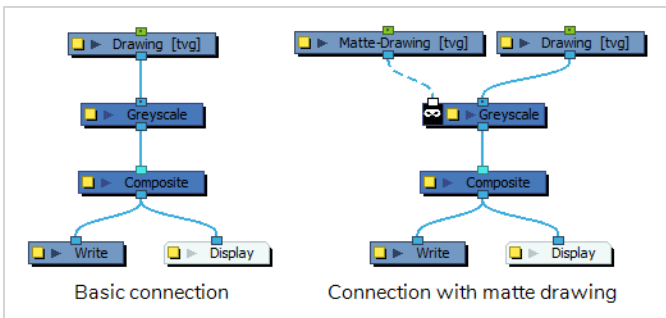 Drawing [tvg]
Greyscale
Composite
Write
Display
Basic connection
Matte-Drawing [tvg]
Drawing [tvg]
Greyscale
Composite
Write
Display
Connection with matte drawing